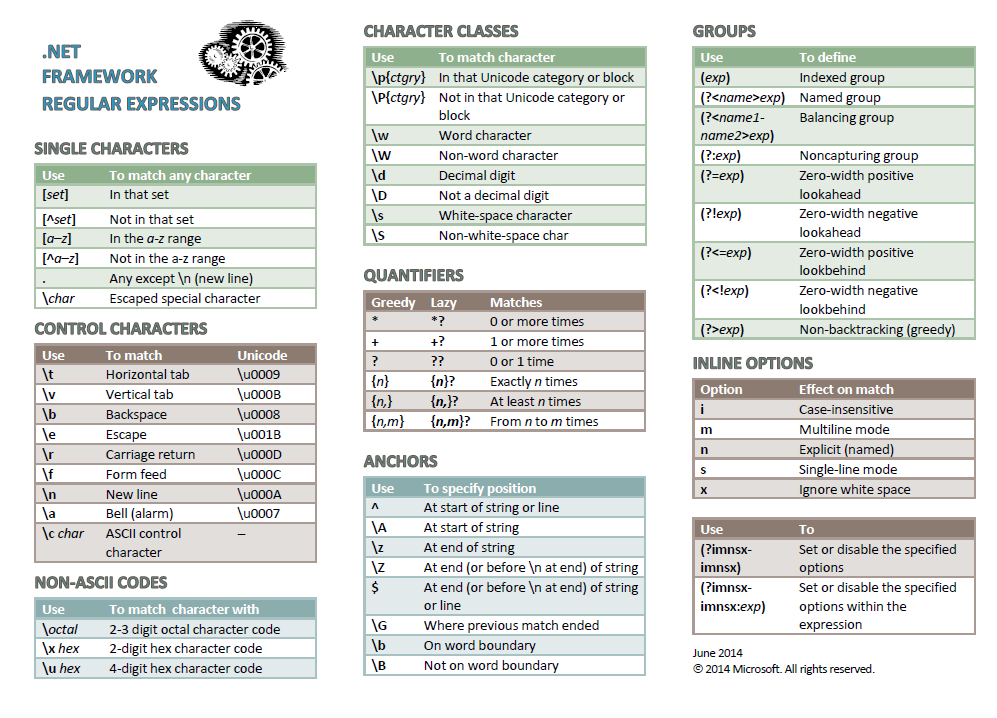 .NET
FRAMEWORK
REGULAR EXPRESSIONS
SINGLE CHARACTERS
Use To match any character
[set] In that set
[^set] Not in that set
[a–z] In the a-z range
[^a–z] Not in the a-z range
. Any except \n (new line)
\char Escaped special character
CONTROL CHARACTERS
Use To match Unicode
\t Horizontal tab \u0009
\v Vertical tab \u000B
\b Backspace \u0008
\e Escape \u001B
\r Carriage return \u000D
\f Form feed \u000C
\n New line \u000A
\a Bell (alarm) \u0007
\c char ASCII control –
character
NON-ASCII CODES
Use To match character with
\octal 2-3 digit octal character code
\x hex 2-digit hex character code
\u hex 4-digit hex character code
CHARACTER CLASSES
Use To match character
\p{ctgry} In that Unicode category or block
\P{ctgry} Not in that Unicode category or
block
\w Word character
\W Non-word character
\d Decimal digit
\D Not a decimal digit
\s White-space character
\S Non-white-space char
QUANTIFIERS
Greedy Lazy Matches
* *? 0 or more times
+ +? 1 or more times
? ?? 0 or 1 time
{n} {n}? Exactly n times
{n,} {n,}? At least n times
{n,m} {n,m}? From n to m times
ANCHORS
Use To specify position
^ At start of string or line
\A At start of string
\z At end of string
\Z At end (or before \n at end) of string
$ At end (or before \n at end) of string
or line
\G Where previous match ended
\b On word boundary
\B Not on word boundary
GROUPS
Use To define
(exp) Indexed group
(?<name>exp) Named group
(?<name1- Balancing group
name2>exp)
(?:exp) Noncapturing group
(?=exp) Zero-width positive
lookahead
(?!exp) Zero-width negative
lookahead
(?<=exp) Zero-width positive
lookbehind
(?<!exp) Zero-width negative
lookbehind
(?>exp) Non-backtracking (greedy)
INLINE OPTIONS
Option Effect on match
i Case-insensitive
m Multiline mode
n Explicit (named)
s Single-line mode
x Ignore white space
Use To
(?imnsx- Set or disable the specified
imnsx) options
(?imnsx- Set or disable the specified
imnsx:exp) options within the
expression
June 2014
© 2014 Microsoft. All rights reserved.